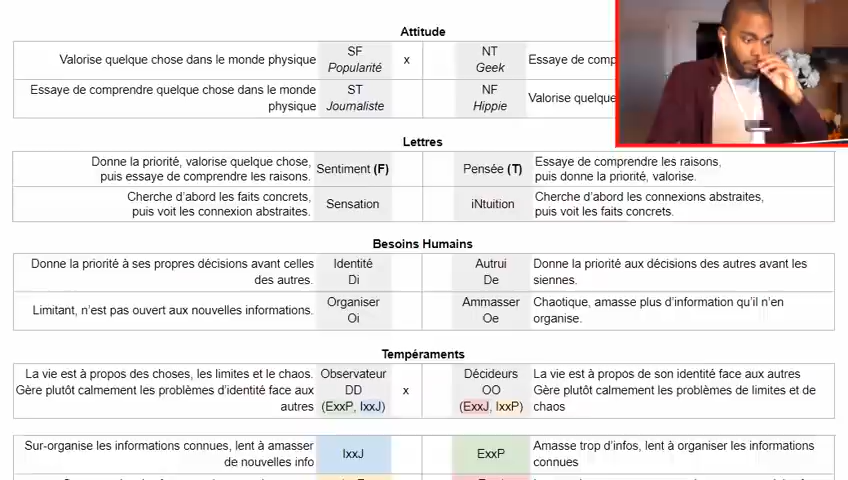 Attitude
Valorise quelque chose dans le monde physique
SF
Popularité
x
NT
Geek
Essaye de
Essaye de comprendre quelque chose dans le monde
physique
ST
Journaliste
NF
Hippie
Valorise quelque
Lettres
Donne la priorité, valorise quelque chose,
puis essaye de comprendre les raisons.
Sentiment (F)
Pensée (T)
Essaye de comprendre les raisons,
puis donne la priorité, valorise.
Cherche d'abord les faits concrets,
puis voit les connexion abstraites.
Sensation
iNtuition
Cherche d'abord les connexions abstraites,
puis voit les faits concrets.
Besoins Humains
Donne la priorité à ses propres décisions avant celles
des autres.
Identité
Di
Autrui
De
Donne la priorité aux décisions des autres avant les
siennes.
Limitant, n'est pas ouvert aux nouvelles informations.
Organiser
Oi
Ammasser
Oe
Chaotique, amasse plus d'information qu'il n'en
organise.
Tempéraments
La vie est à propos des choses, les limites et le chaos.
Gère plutôt calmement les problèmes d'identité face aux
autres
Observateur
DD
(ExxP, IxxJ)
x
Décideurs
OO
(ExxJ, IxxP)
La vie est à propos de son identité face aux autres
Gère plutôt calmement les problèmes de limites et de
chaos
Sur-organise les informations connues, lent à amasser
de nouvelles info
IxxJ
ExxP
Amasse trop d'infos, lent à organiser les informations
connues